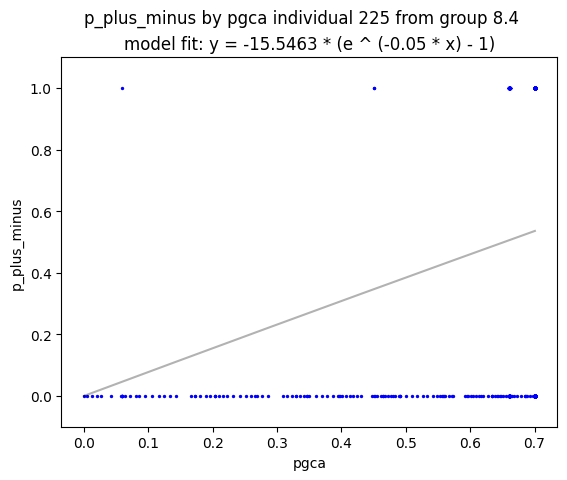 p_plus_minus by pgca individual 225 from group 8.4
model fit: y = -15.5463 * (e ^ (-0.05 * x) - 1)
1.0
0.8
0.6
0.4
0.2
0.0
p_plus_minus
0.0 0.1 0.2 0.3 0.4 0.5 0.6 0.7
pgca